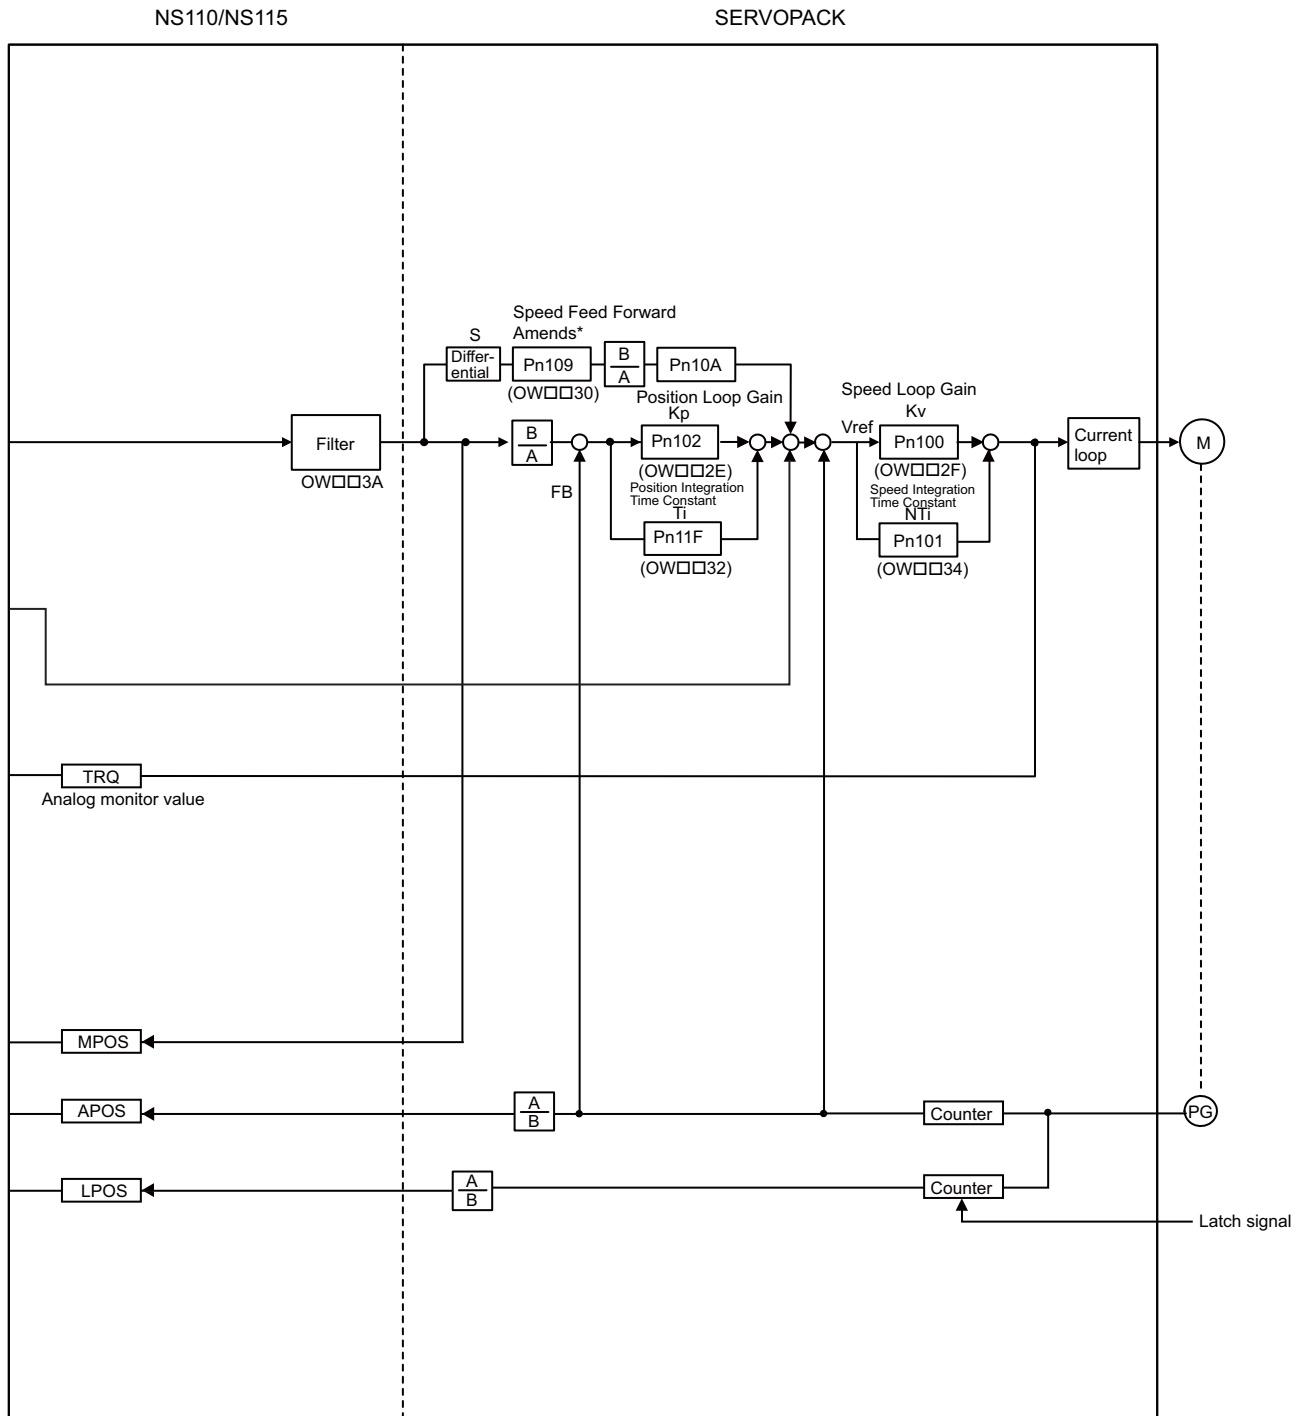 NS110/NS115
SERVOPACK
Speed Feed Forward
Amends*
S
Differ-
ential
Pn109
B
A
Pn10A
(OW□□30)
Position Loop Gain
Kp
Speed Loop Gain
Kv
Vref
Filter
OW□□3A
B
A
Pn102
(OW□□2E)
Pn100
(OW□□2F)
Current
loop
M
FB
Position Integration
Time Constant
Ti
Pn11F
(OW□□32)
Speed Integration
Time Constant
NTi
Pn101
(OW□□34)
TRQ
Analog monitor value
MPOS
APOS
A
B
Counter
PG
LPOS
A
B
Counter
Latch signal